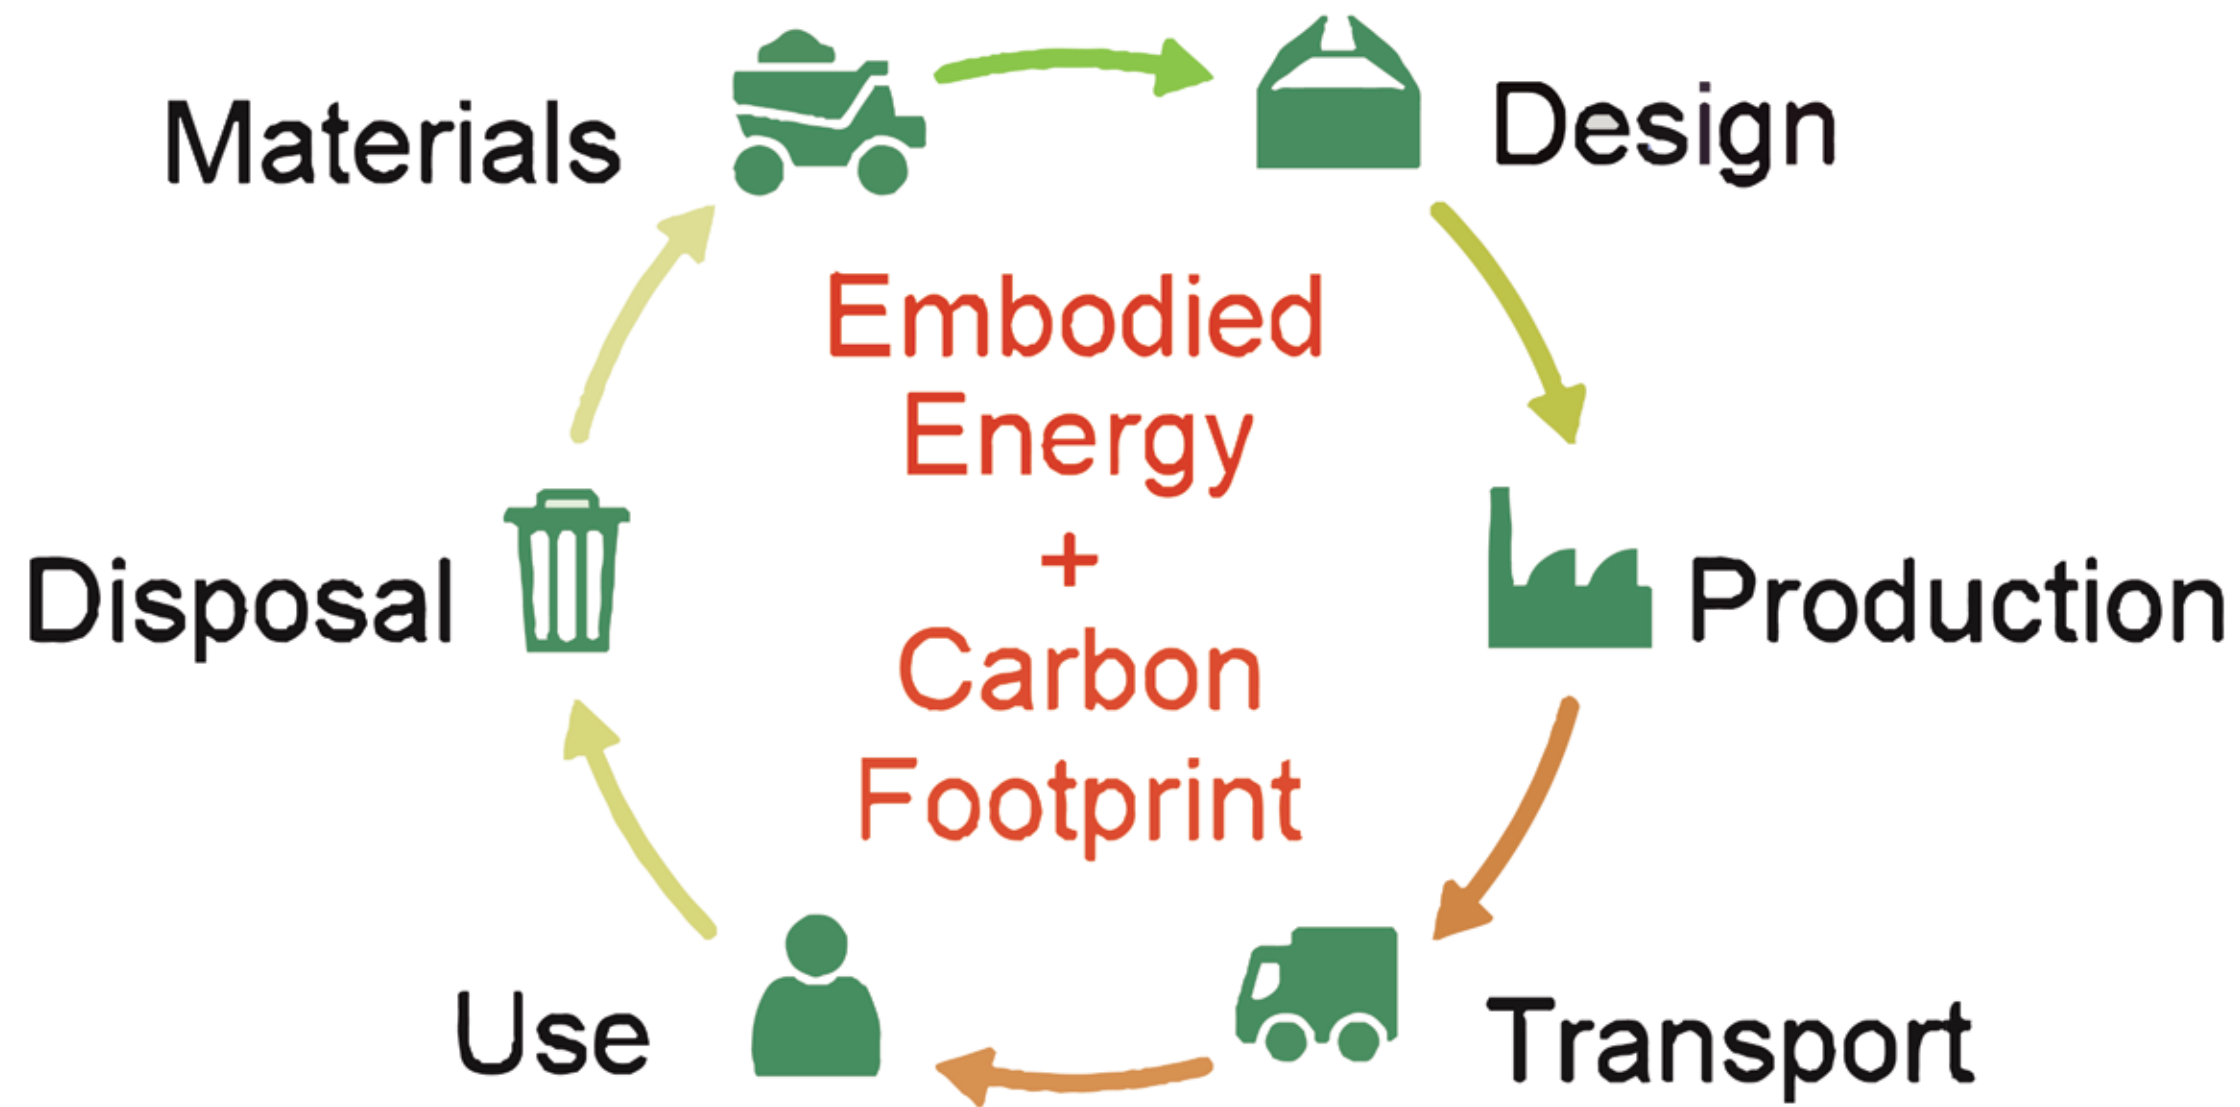 Materials
Design
Embodied
Energy
+
Carbon
Footprint
Disposal
Production
Use
Transport